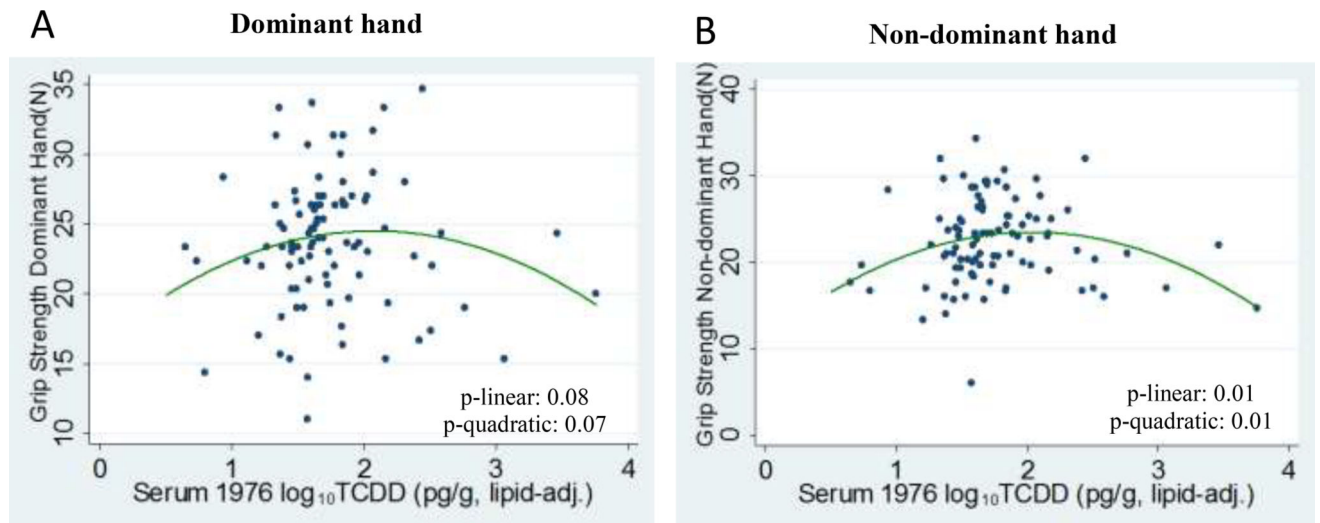 A
Dominant hand
Grip Strength Dominant Hand(N)
35
30
25
20
15
10
p-linear: 0.08
p-quadratic: 0.07
0 1 2 3 4
Serum 1976 log₁₀TCDD (pg/g, lipid-adj.)
B
Non-dominant hand
Grip Strength Non-dominant Hand(N)
40
30
20
10
0
p-linear: 0.01
p-quadratic: 0.01
0 1 2 3 4
Serum 1976 log₁₀TCDD (pg/g, lipid-adj.)